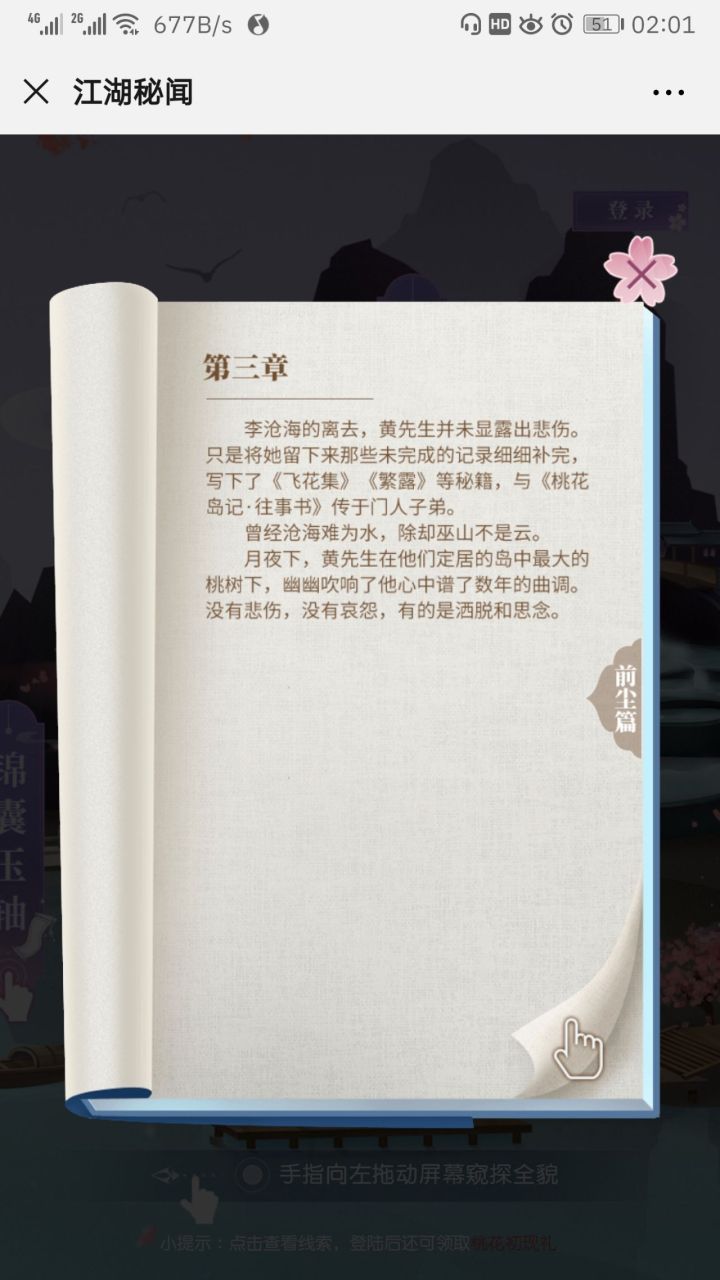 4G 2G 677B/s HD 51 02:01
江湖秘闻
登录
第三章
李沧海的离去，黄先生并未显露出悲伤。
只是将她留下来那些未完成的记录细细补完，
写下了《飞花集》《繁露》等秘籍，与《桃花
岛记·往事书》传于门人子弟。
曾经沧海难为水，除却巫山不是云。
月夜下，黄先生在他们定居的岛中最大的
桃树下，幽幽吹响了他心中谱了数年的曲调。
没有悲伤，没有哀怨，有的是洒脱和思念。
前尘篇
锦囊玉轴
手指向左拖动屏幕窥探全貌
小提示：点击查看线索，登陆后还可领取桃花初现礼